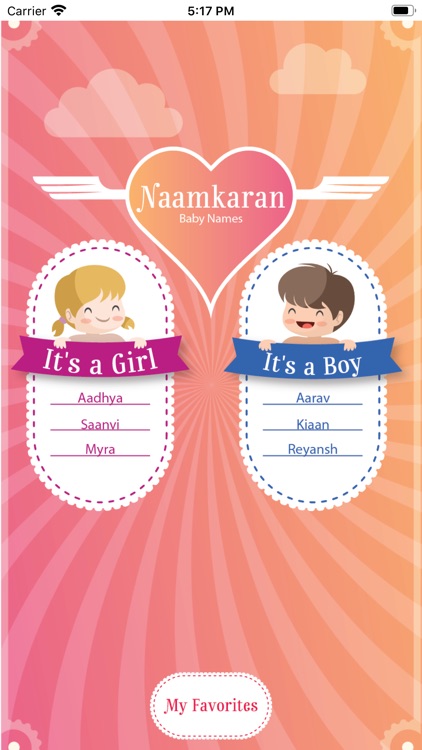 Carrier
5:17 PM
Naamkaran
Baby Names
It's a Girl
Aadhya
Saanvi
Myra
It's a Boy
Aarav
Kiaan
Reyansh
My Favorites